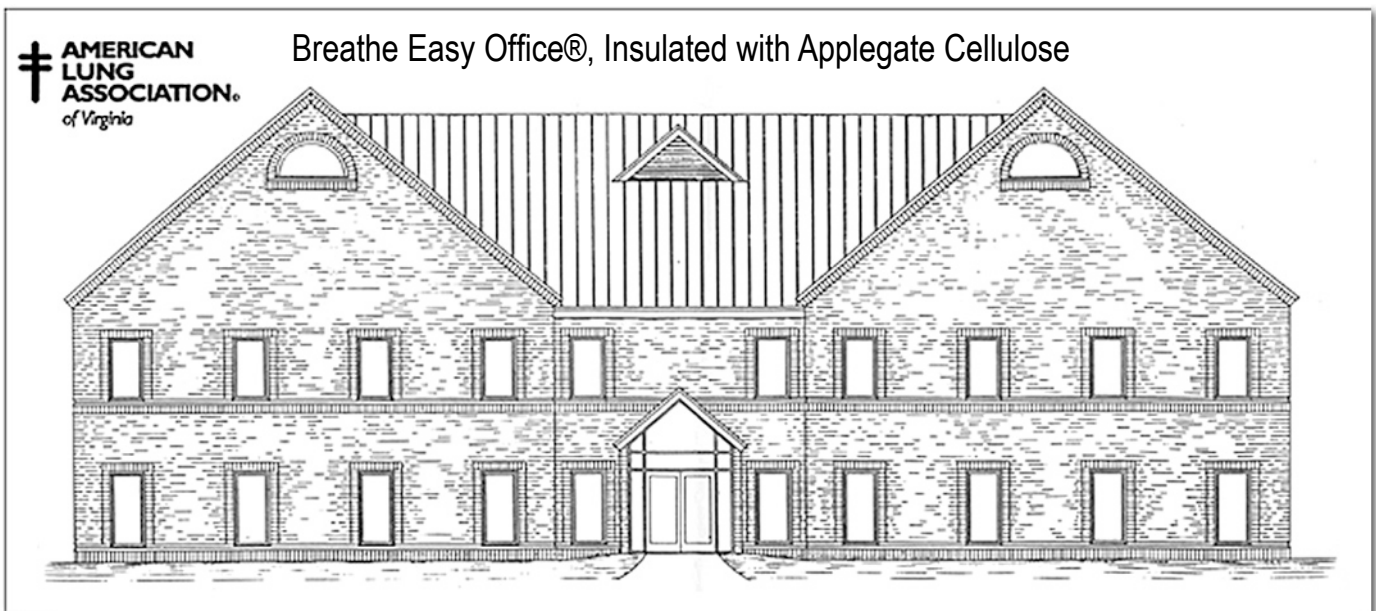 AMERICAN
LUNG
ASSOCIATION®
of Virginia
Breathe Easy Office®, Insulated with Applegate Cellulose